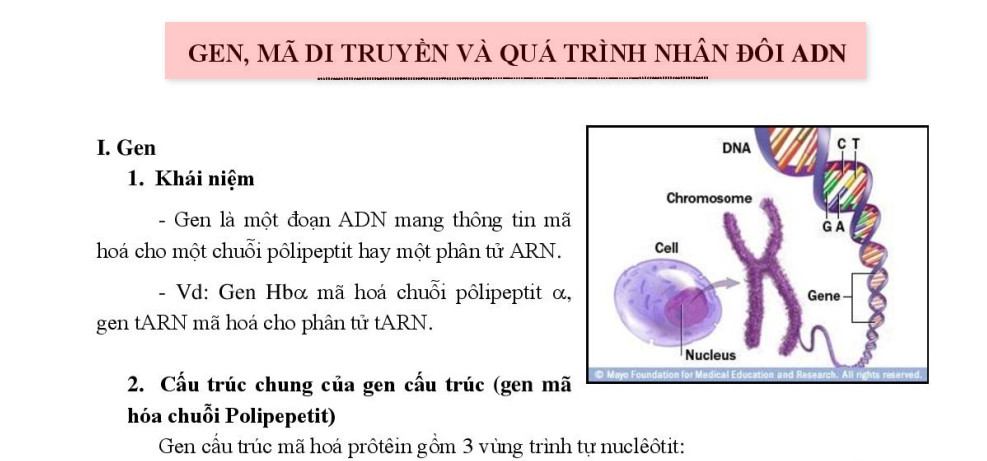 GEN, MÃ DI TRUYỀN VÀ QUÁ TRÌNH NHÂN ĐÔI ADN
I. Gen
1. Khái niệm
- Gen là một đoạn ADN mang thông tin mã
hoá cho một chuỗi pôlipeptit hay một phân tử ARN.
- Vd: Gen Hbα mã hoá chuỗi pôlipeptit α,
gen tARN mã hoá cho phân tử tARN.
DNA
C T
Chromosome
G A
Cell
Gene
Nucleus
© Mayo Foundation for Medical Education and Research. All rights reserved.
2. Cấu trúc chung của gen cấu trúc (gen mã
hóa chuỗi Polipepetit)
Gen cấu trúc mã hoá prôtêin gồm 3 vùng trình tự nuclêôtit: